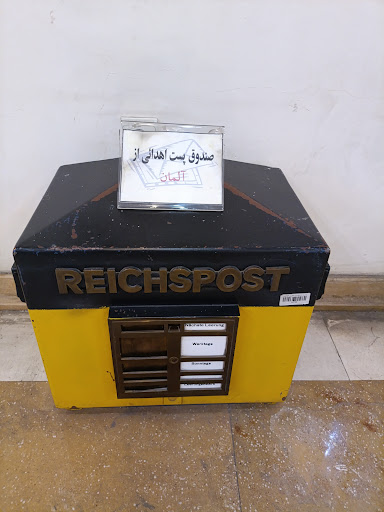 صندوق پست اهدائی از
آلمان
REICHSPOST
Nächste Leerung
Werktags
Sonntags